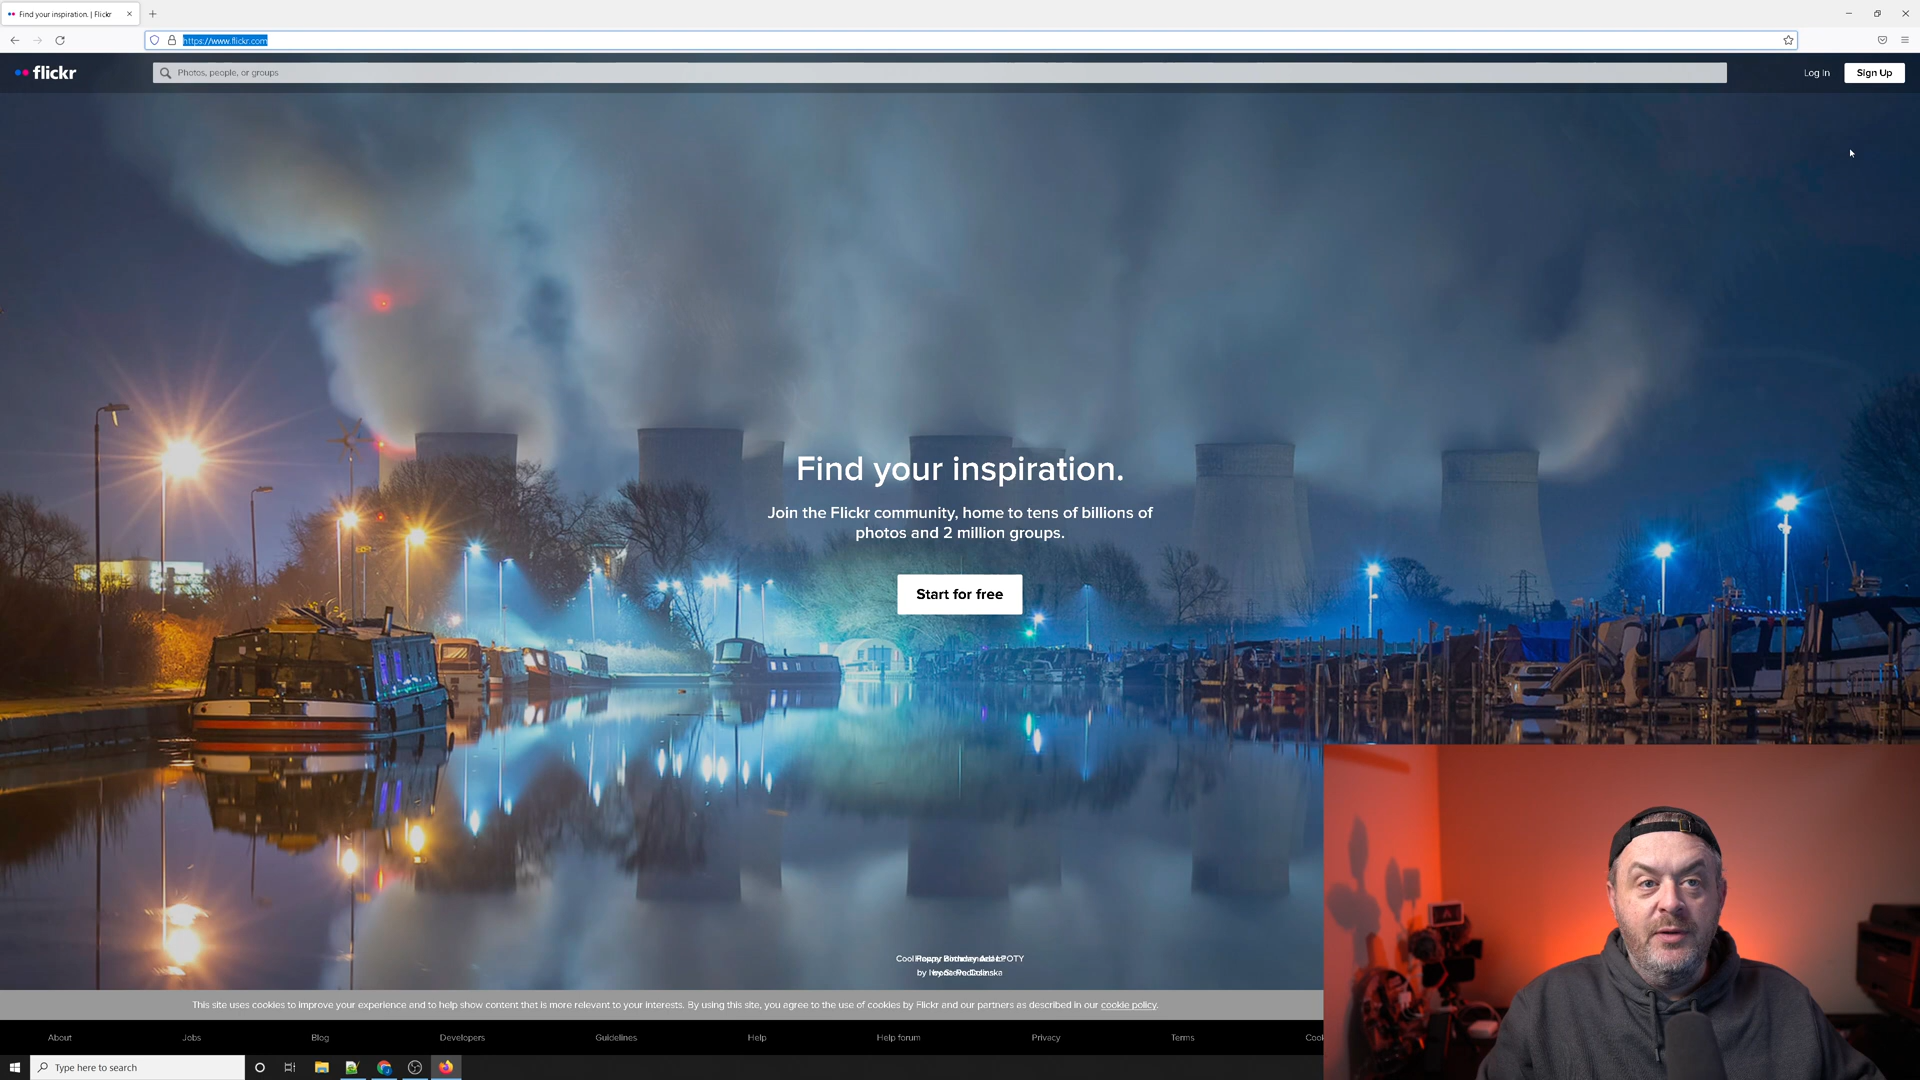 Find your inspiration. | Flickr
https://www.flickr.com
flickr
Photos, people, or groups
Log In
Sign Up
Find your inspiration.
Join the Flickr community, home to tens of billions of
photos and 2 million groups.
Start for free
This site uses cookies to improve your experience and to help show content that is more relevant to your interests. By using this site, you agree to the use of cookies by Flickr and our partners as described in our cookie policy.
About Jobs Blog Developers Guidelines Help Help forum Privacy Terms
Type here to search